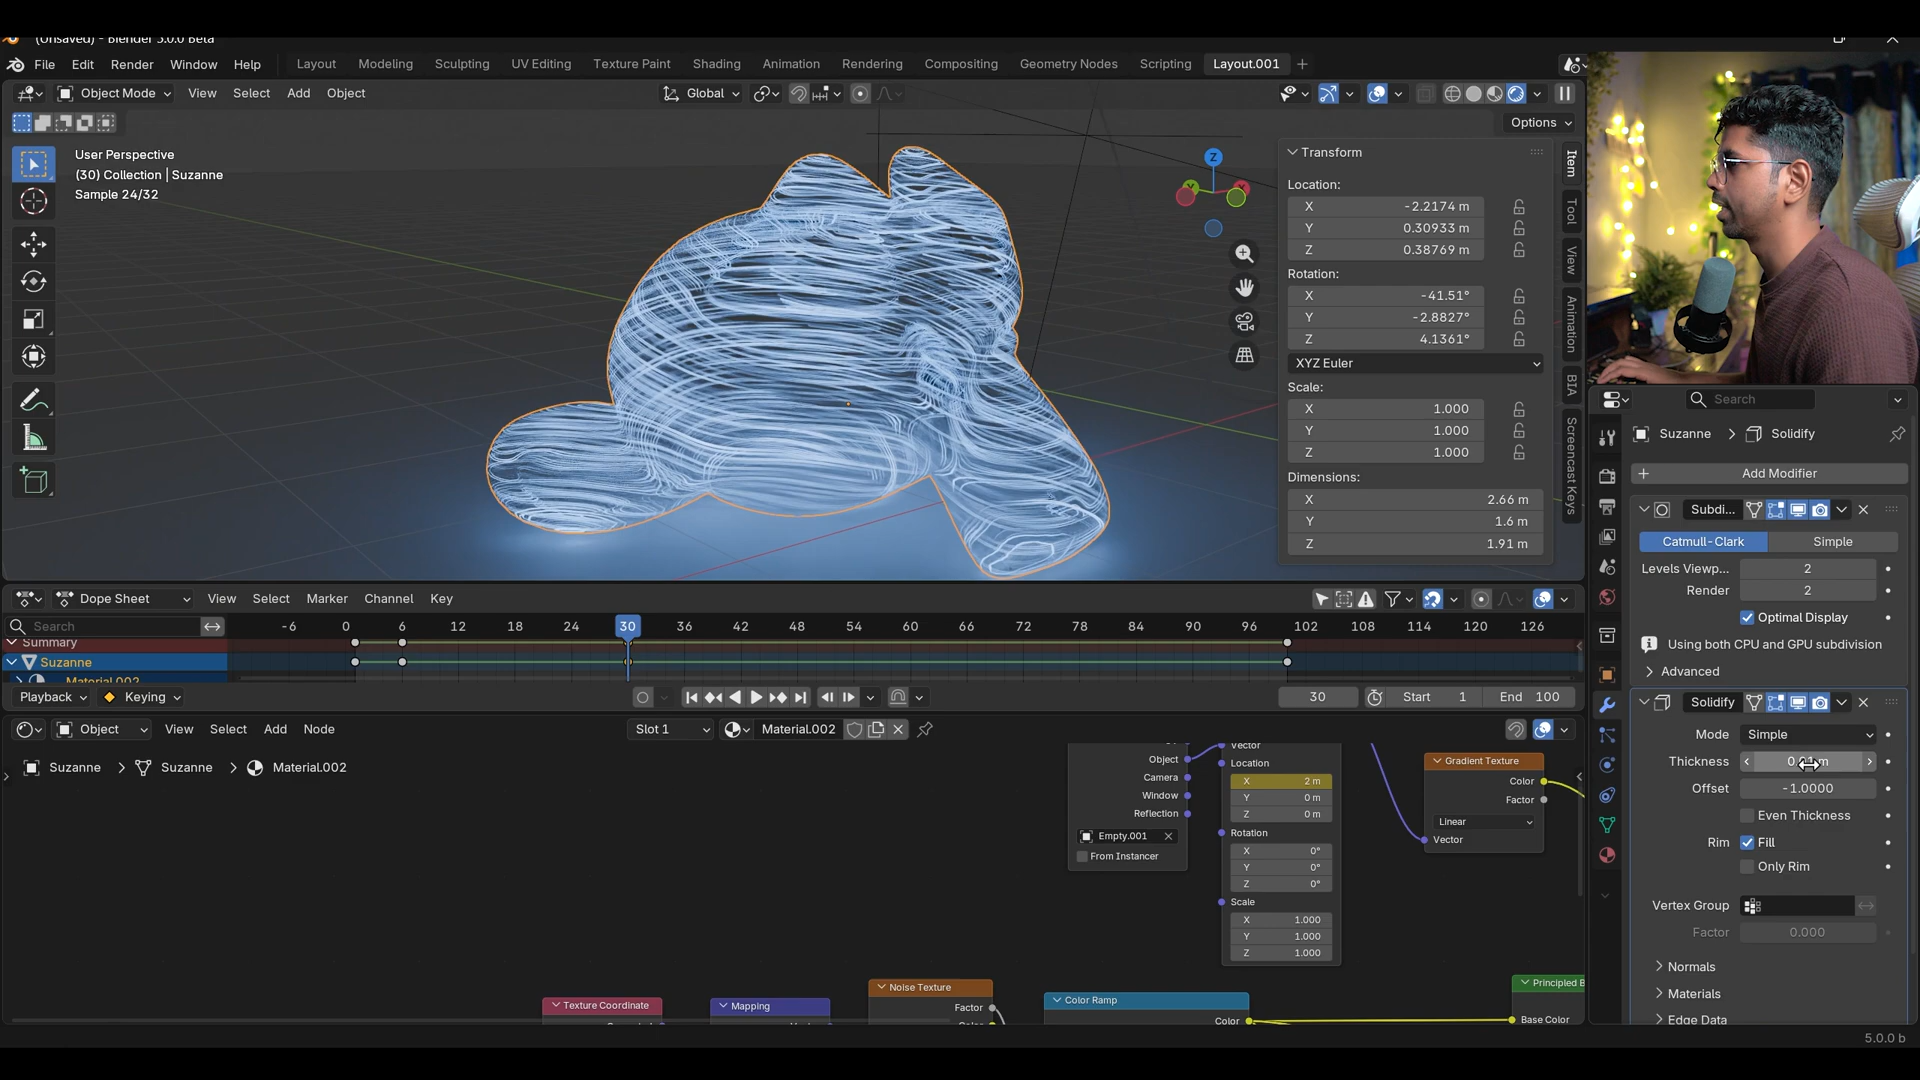 (Unsaved) - Blender 5.0.0 Beta
File Edit Render Window Help Layout Modeling Sculpting UV Editing Texture Paint Shading Animation Rendering Compositing Geometry Nodes Scripting Layout.001
Object Mode View Select Add Object Global
Options
User Perspective
(30) Collection | Suzanne
Sample 24/32
Z
Transform
Location:
X -2.2174 m
Y 0.30933 m
Z 0.38769 m
Rotation:
X -41.51°
Y -2.8827°
Z 4.1361°
XYZ Euler
Scale:
X 1.000
Y 1.000
Z 1.000
Dimensions:
X 2.66 m
Y 1.6 m
Z 1.91 m
Item
Tool
View
Animation
BIA
Screencast Keys
Search
Suzanne > Solidify
Add Modifier
Subdi...
Catmull-Clark Simple
Levels Viewp... 2
Render 2
Optimal Display
Using both CPU and GPU subdivision
Advanced
Solidify
Mode Simple
Thickness
Offset -1.0000
Even Thickness
Rim Fill
Only Rim
Vertex Group
Factor 0.000
Normals
Materials
Edge Data
Dope Sheet View Select Marker Channel Key
Search -6 0 6 12 18 24 30 36 42 48 54 60 66 72 78 84 90 96 102 108 114 120 126
Summary
Suzanne
Material.002
Playback Keying 30 Start 1 End 100
Object View Select Add Node Slot 1 Material.002
Suzanne > Suzanne > Material.002
Object
Camera
Window
Reflection
Empty.001
From Instancer
Vector
Location
X 2 m
Y 0 m
Z 0 m
Rotation
X 0°
Y 0°
Z 0°
Scale
X 1.000
Y 1.000
Z 1.000
Gradient Texture
Color
Factor
Linear
Vector
Texture Coordinate
Mapping
Noise Texture
Factor
Color Ramp
Color
Principled B
Base Color
5.0.0 b